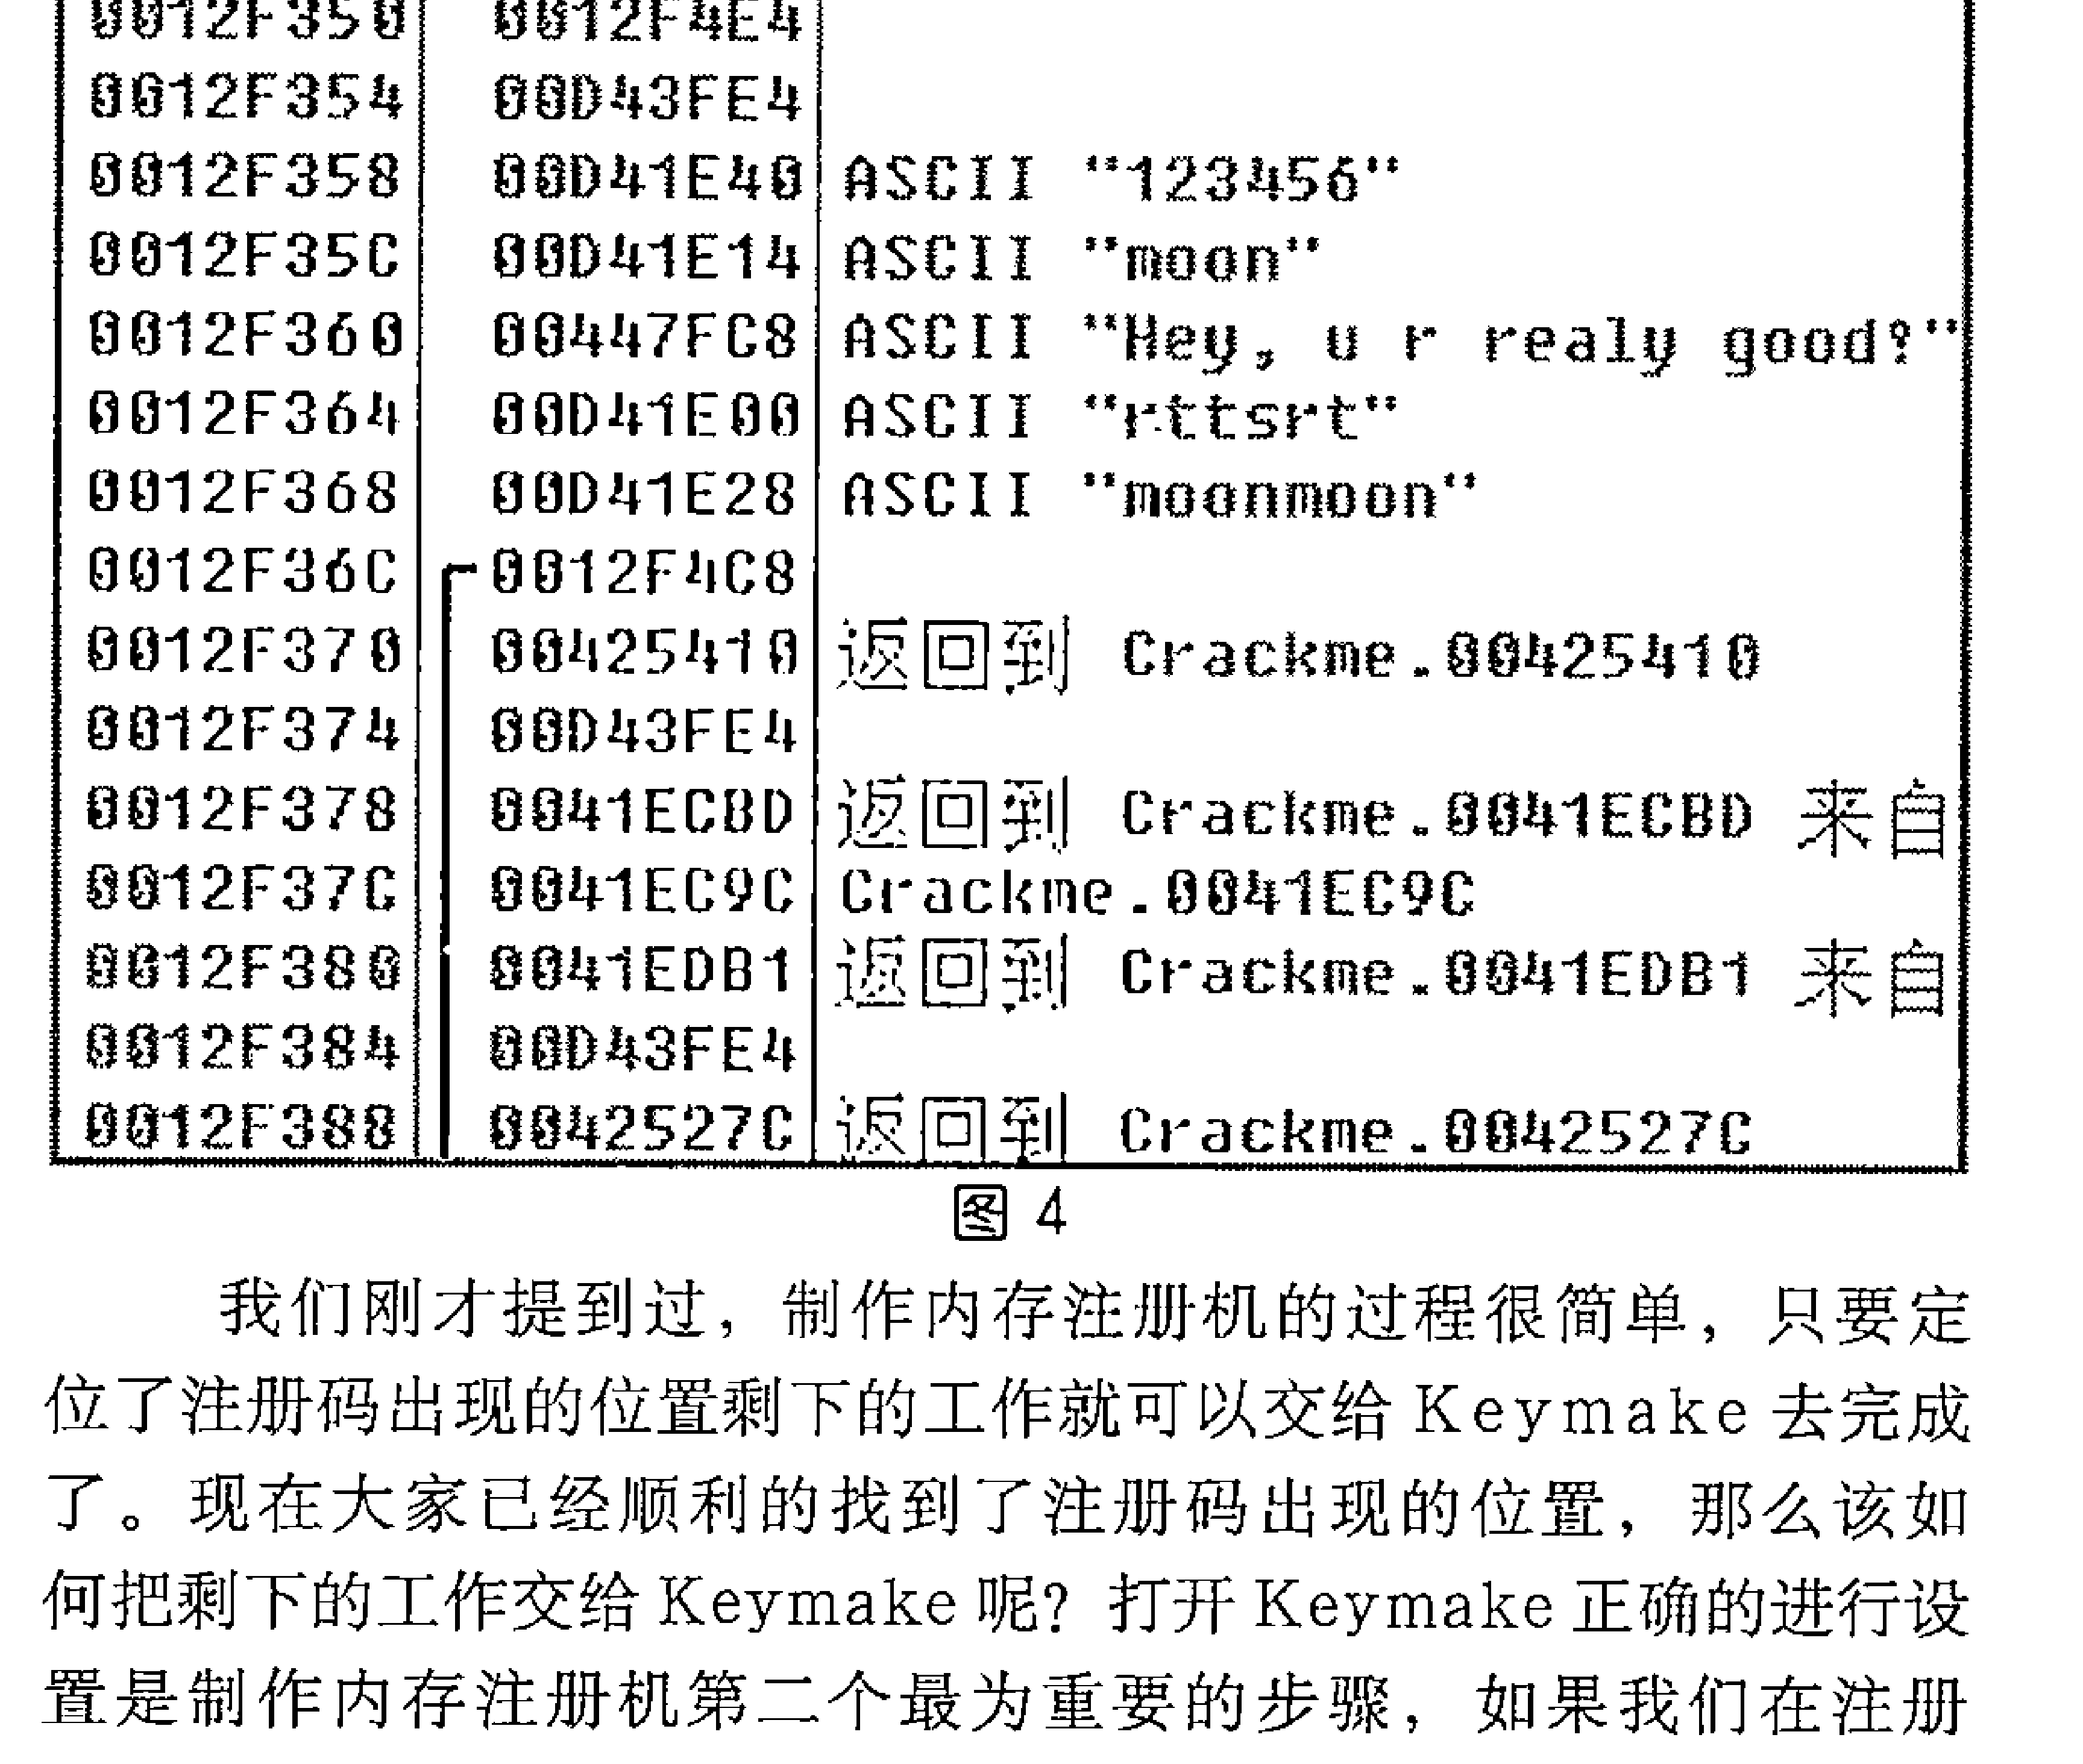 0012F350 0012F4E4
0012F354 00D43FE4
0012F358 00D41E40 ASCII "123456"
0012F35C 00D41E14 ASCII "moon"
0012F360 00447FC8 ASCII "Hey, u r realy good!"
0012F364 00D41E00 ASCII "rttsrt"
0012F368 00D41E28 ASCII "moonmoon"
0012F36C 0012F4C8
0012F370 00425410 返回到 Crackme.00425410
0012F374 00D43FE4
0012F378 0041ECBD 返回到 Crackme.0041ECBD 来自
0012F37C 0041EC9C Crackme.0041EC9C
0012F380 0041EDB1 返回到 Crackme.0041EDB1 来自
0012F384 00D43FE4
0012F388 0042527C 返回到 Crackme.0042527C
图 4
我们刚才提到过，制作内存注册机的过程很简单，只要定
位了注册码出现的位置剩下的工作就可以交给 Keymake 去完成
了。现在大家已经顺利的找到了注册码出现的位置，那么该如
何把剩下的工作交给 Keymake 呢？打开 Keymake 正确的进行设
置是制作内存注册机第二个最为重要的步骤，如果我们在注册